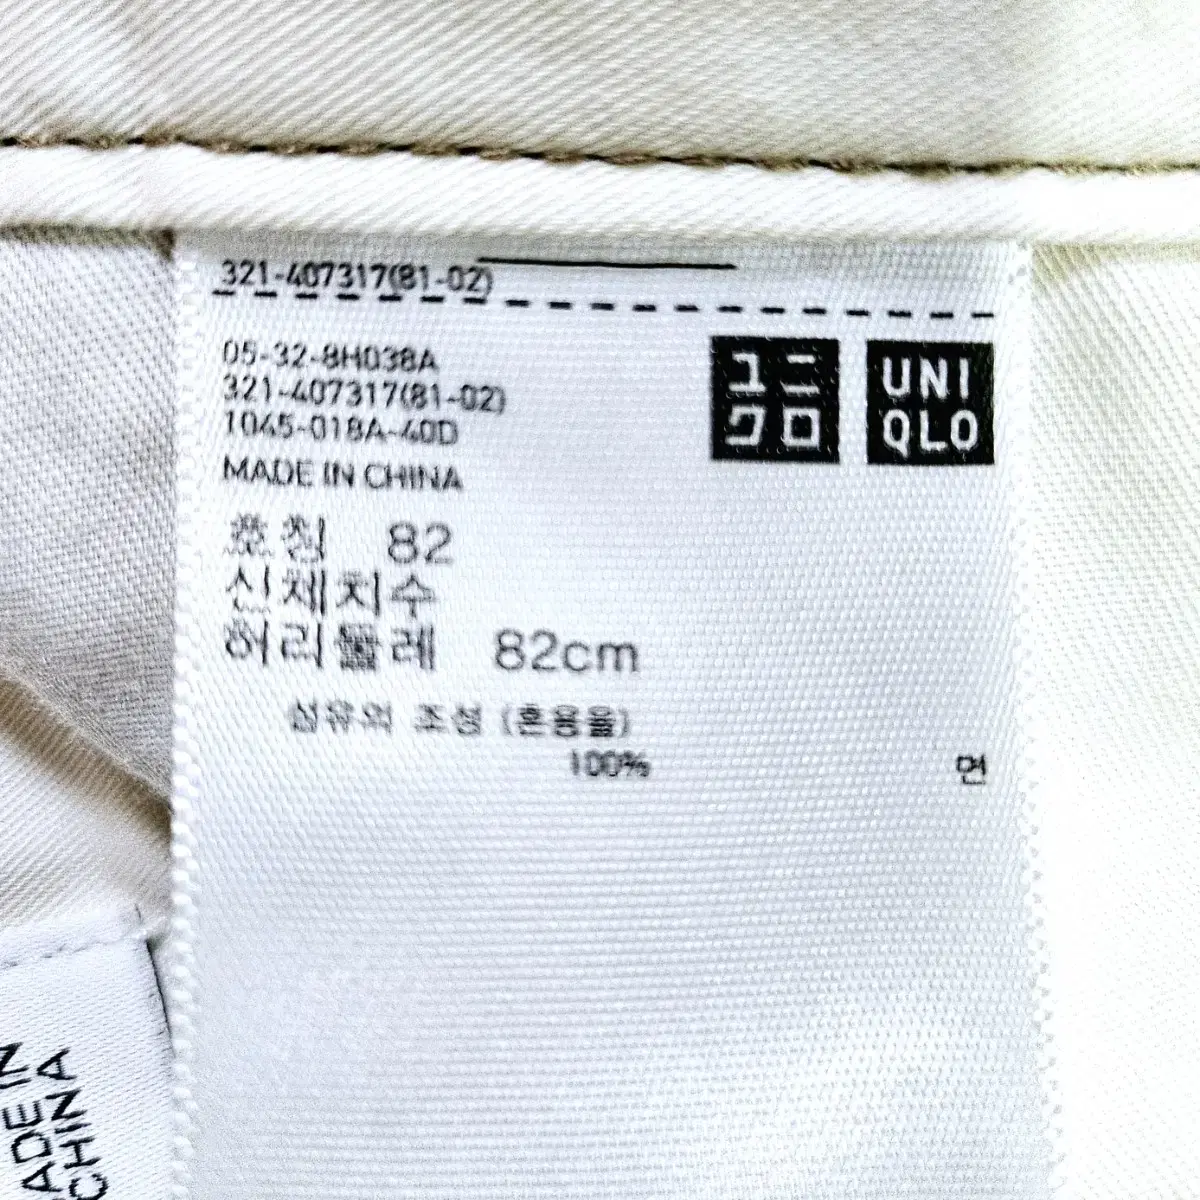 321-407317(81-02)
05-32-8H038A
321-407317(81-02)
1045-018A-40D
MADE IN CHINA
ユニ
クロ
UNI
QLO
호칭 82
신체치수
허리둘레 82cm
섬유의 조성 (혼용율)
100% 면
MADE IN
CHINA